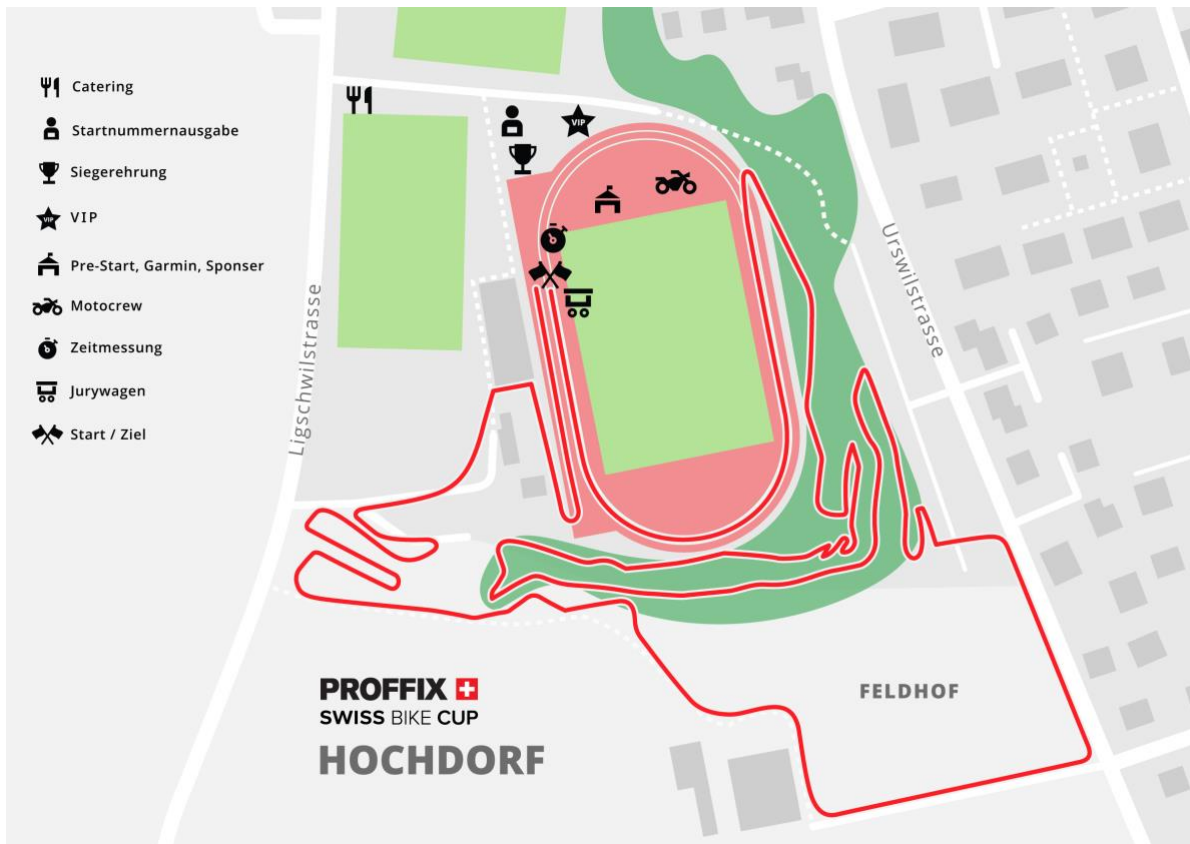 Catering
Startnummernausgabe
Siegerehrung
VIP
VIP
Pre-Start, Garmin, Sponser
Motocrew
Zeitmessung
Jurywagen
Start / Ziel
VIP
Ligschwilstrasse
Urswilstrasse
FELDHOF
PROFFIX
SWISS BIKE CUP
HOCHDORF